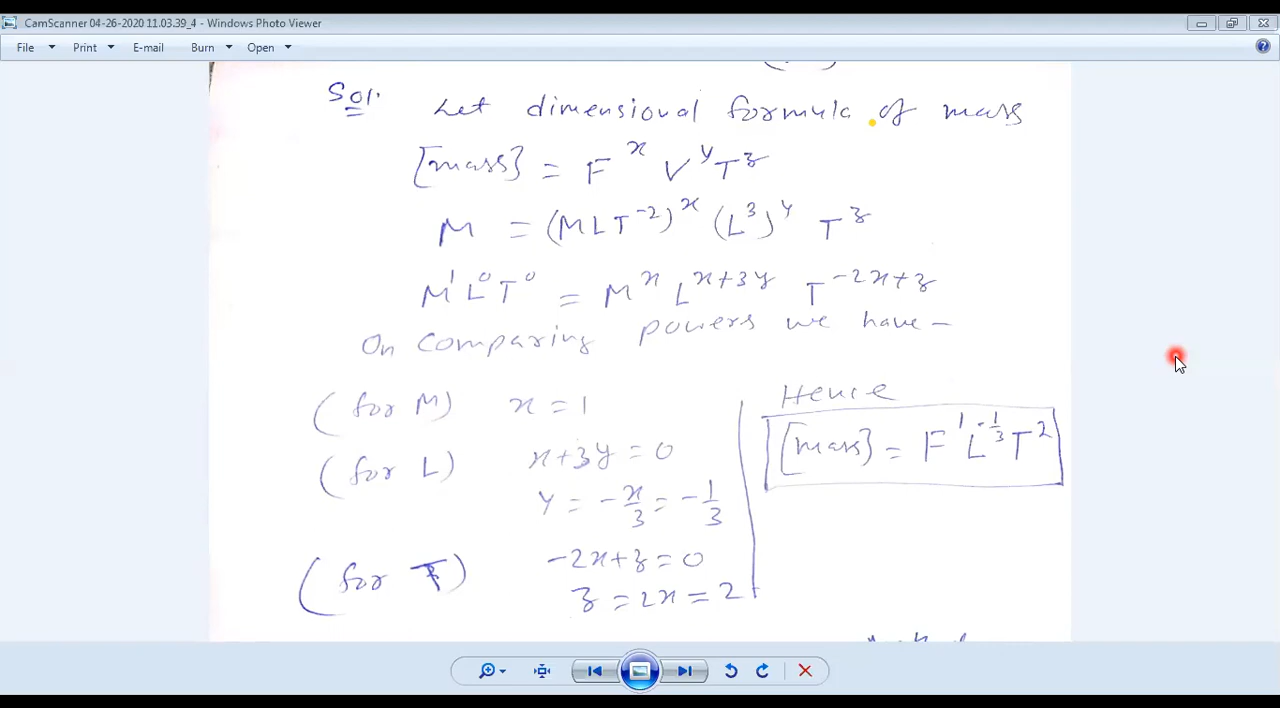 CamScanner 04-26-2020 11.03.39_4 - Windows Photo Viewer
File Print E-mail Burn Open
Sol. Let dimensional formula of mass
[mass] = F^x V^y T^z
M = (MLT^-2)^x (L^3)^y T^z
M^1 L^0 T^0 = M^x L^x+3y T^-2x+z
On comparing powers we have -
(for M) x = 1
(for L) x+3y = 0
y = -x/3 = -1/3
(for T) -2x+z = 0
z = 2x = 2
Hence
[mass] = F^1 L^-1/3 T^2